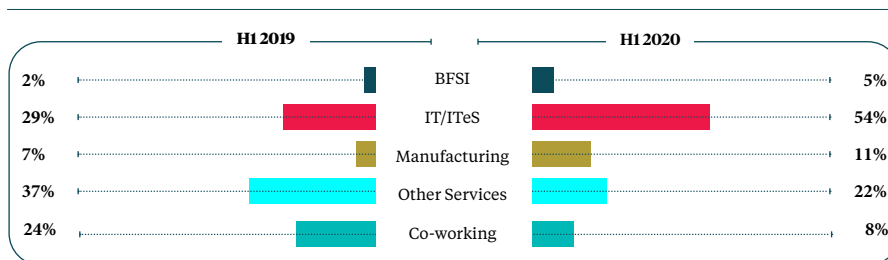 H1 2019 H1 2020
2% BFSI 5%
29% IT/ITeS 54%
7% Manufacturing 11%
37% Other Services 22%
24% Co-working 8%